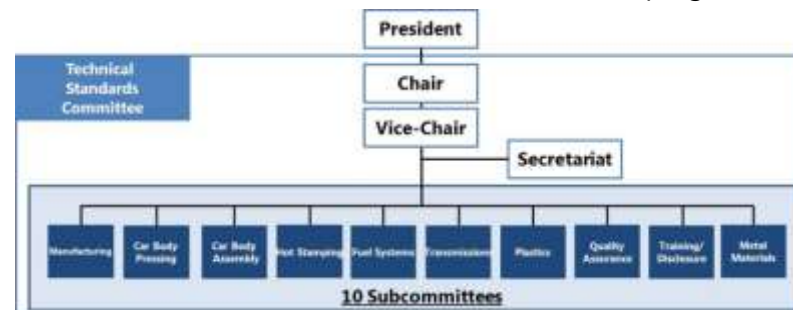 President
Technical
Standards
Committee
Chair
Vice-Chair
Secretariat
Manufacturing
Car Body
Pressing
Car Body
Assembly
Hot Stamping
Fuel Systems
Transmissions
Plastics
Quality
Assurance
Training/
Disclosure
Metal
Materials
10 Subcommittees